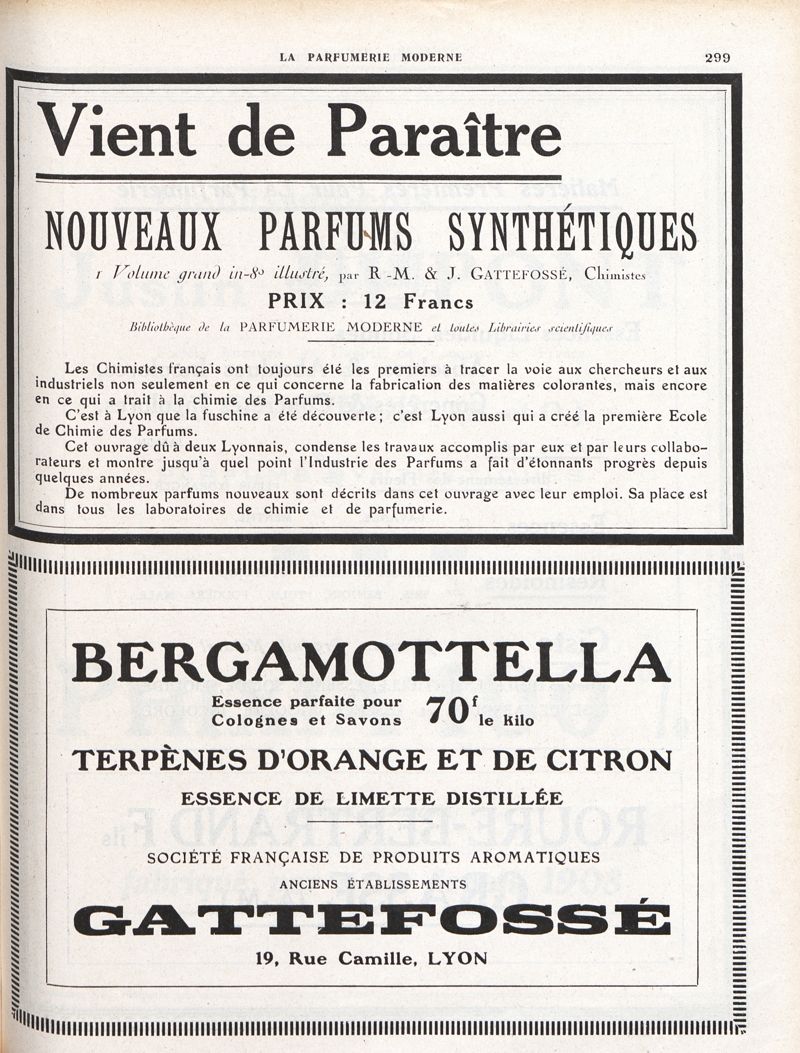 LA PARFUMERIE MODERNE 299
Vient de Paraître
NOUVEAUX PARFUMS SYNTHÉTIQUES
1 Volume grand in-8º illustré, par R-M. & J. GATTEFOSSÉ, Chimistes
PRIX : 12 Francs
Bibliothèque de la PARFUMERIE MODERNE et toutes Librairies scientifiques
Les Chimistes français ont toujours été les premiers à tracer la voie aux chercheurs et aux
industriels non seulement en ce qui concerne la fabrication des matières colorantes, mais encore
en ce qui a trait à la chimie des Parfums.
C'est à Lyon que la fuschine a été découverte ; c'est Lyon aussi qui a créé la première Ecole
de Chimie des Parfums.
Cet ouvrage dû à deux Lyonnais, condense les travaux accomplis par eux et par leurs collabo-
rateurs et montre jusqu'à quel point l'Industrie des Parfums a fait d'étonnants progrès depuis
quelques années.
De nombreux parfums nouveaux sont décrits dans cet ouvrage avec leur emploi. Sa place est
dans tous les laboratoires de chimie et de parfumerie.
BERGAMOTTELLA
Essence parfaite pour
Colognes et Savons 70f le kilo
TERPÈNES D'ORANGE ET DE CITRON
ESSENCE DE LIMETTE DISTILLÉE
SOCIÉTÉ FRANÇAISE DE PRODUITS AROMATIQUES
ANCIENS ÉTABLISSEMENTS
GATTEFOSSÉ
19, Rue Camille, LYON